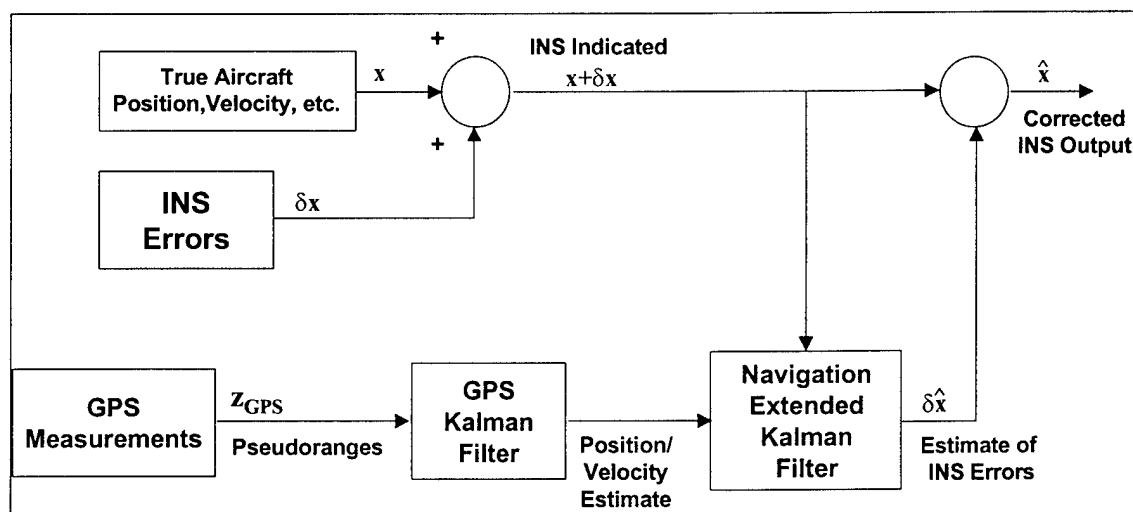 +
INS Indicated
True Aircraft
Position,Velocity, etc.
x
x+δx
x̂
+
Corrected
INS Output
INS
Errors
δx
GPS
Measurements
Z_GPS
Pseudoranges
GPS
Kalman
Filter
Position/
Velocity
Estimate
Navigation
Extended
Kalman
Filter
δx̂
Estimate of
INS Errors